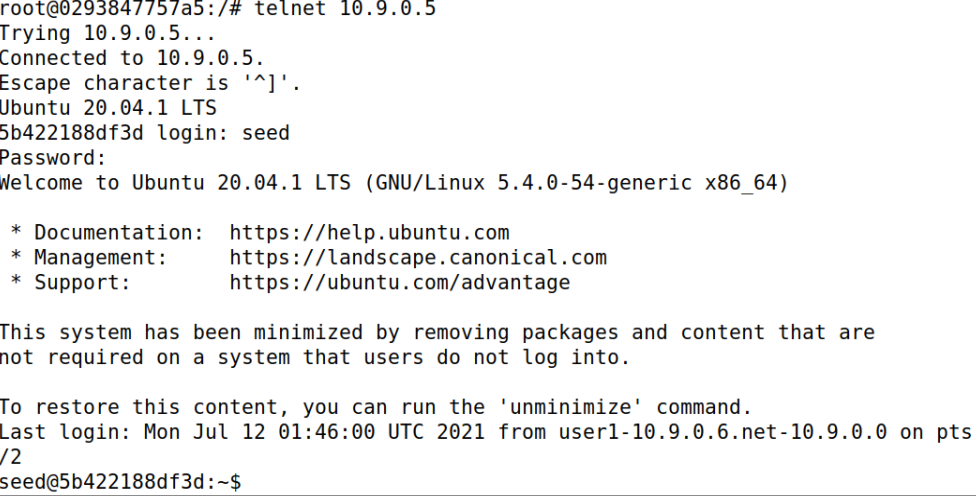 root@0293847757a5:/# telnet 10.9.0.5
Trying 10.9.0.5...
Connected to 10.9.0.5.
Escape character is '^]'.
Ubuntu 20.04.1 LTS
5b422188df3d login: seed
Password:
Welcome to Ubuntu 20.04.1 LTS (GNU/Linux 5.4.0-54-generic x86_64)
* Documentation:  https://help.ubuntu.com
* Management:     https://landscape.canonical.com
* Support:        https://ubuntu.com/advantage
This system has been minimized by removing packages and content that are
not required on a system that users do not log into.
To restore this content, you can run the 'unminimize' command.
Last login: Mon Jul 12 01:46:00 UTC 2021 from user1-10.9.0.6.net-10.9.0.0 on pts
/2
seed@5b422188df3d:~$